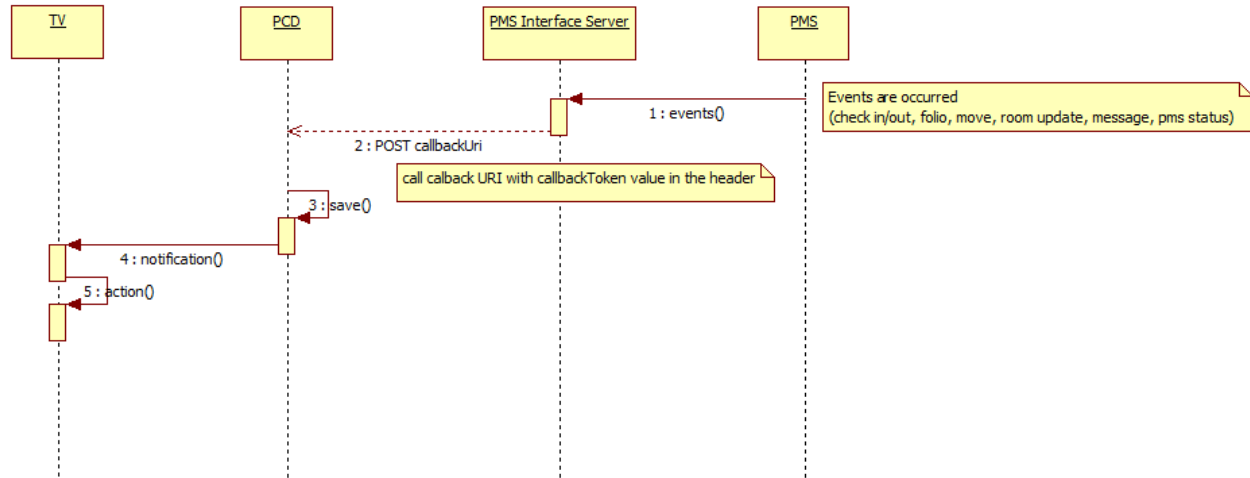 TV
PCD
PMS Interface Server
PMS
Events are occurred
(check in/out, folio, move, room update, message, pms status)
1 : events()
2 : POST callbackUri
call calback URI with callbackToken value in the header
3 : save()
4 : notification()
5 : action()